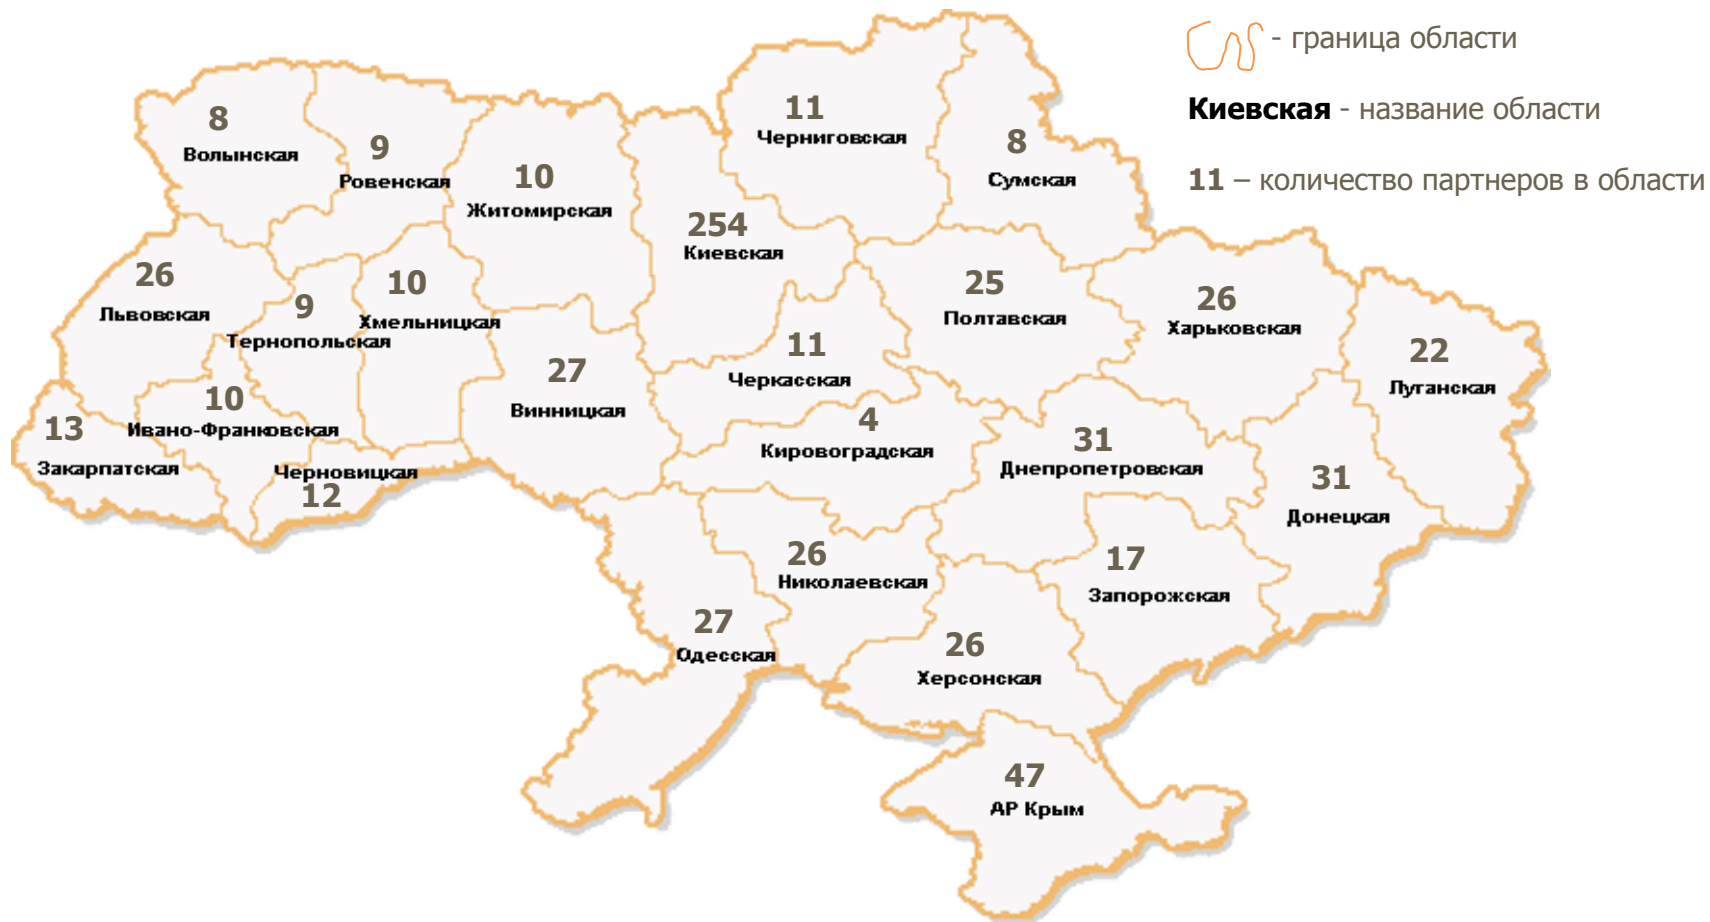 - граница области
Киевская - название области
11 – количество партнеров в области
8
Волынская
9
Ровенская
10
Житомирская
254
Киевская
11
Черниговская
8
Сумская
26
Львовская
9
Тернопольская
10
Хмельницкая
27
Винницкая
11
Черкасская
25
Полтавская
26
Харьковская
22
Луганская
13
Закарпатская
10
Ивано-Франковская
Черновицкая
12
4
Кировоградская
31
Днепропетровская
31
Донецкая
27
Одесская
26
Николаевская
26
Херсонская
17
Запорожская
47
АР Крым